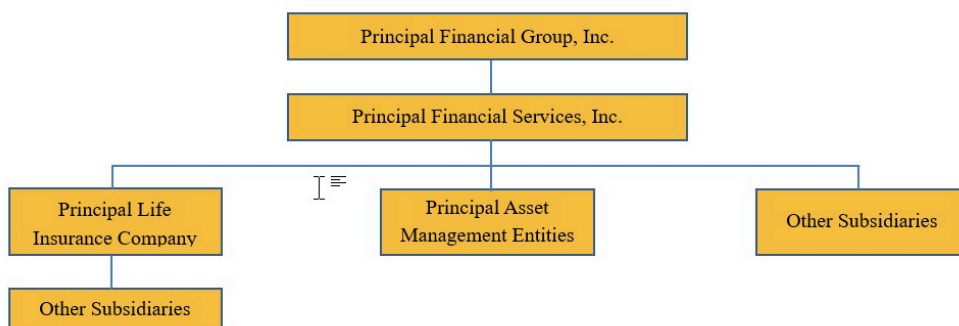 Principal Financial Group, Inc.
Principal Financial Services, Inc.
Principal Life
Insurance Company
Principal Asset
Management Entities
Other Subsidiaries
Other Subsidiaries